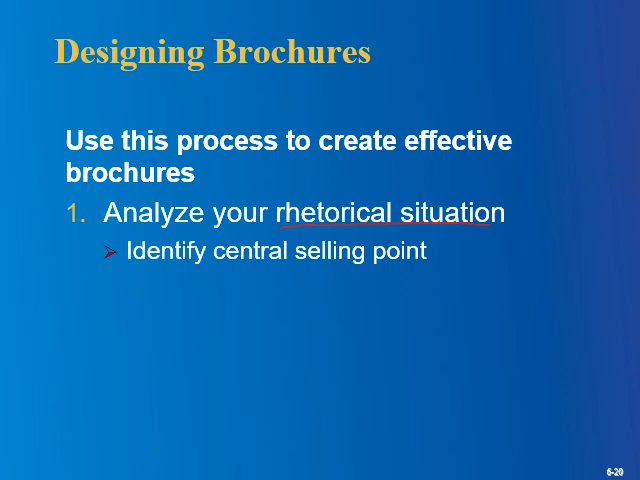 Designing Brochures
Use this process to create effective
brochures
1. Analyze your rhetorical situation
Identify central selling point
6-20